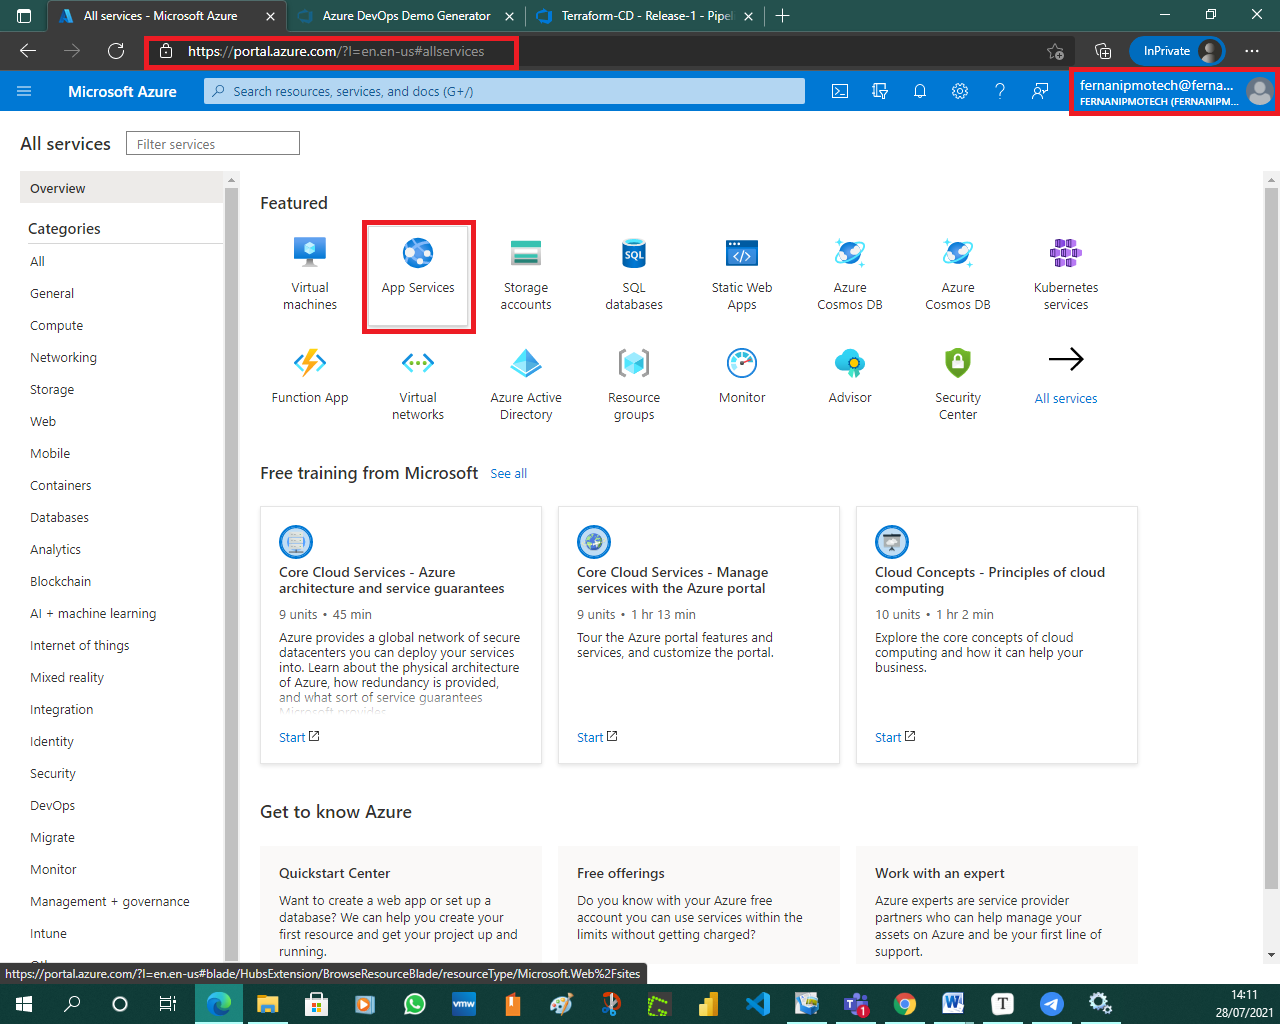 All services - Microsoft Azure
Azure DevOps Demo Generator
Terraform-CD - Release-1 - Pipel
https://portal.azure.com/?l=en.en-us#allservices
InPrivate
Microsoft Azure
Search resources, services, and docs (G+/)
fernanipmotech@ferna...
FERNANIPMOTECH (FERNANIPM...
All services
Filter services
Overview
Categories
All
General
Compute
Networking
Storage
Web
Mobile
Containers
Databases
Analytics
Blockchain
AI + machine learning
Internet of things
Mixed reality
Integration
Identity
Security
DevOps
Migrate
Monitor
Management + governance
Intune
Featured
Virtual
machines
App Services
Storage
accounts
SQL
SQL
databases
Static Web
Apps
Azure
Cosmos DB
Azure
Cosmos DB
Kubernetes
services
Function App
Virtual
networks
Azure Active
Directory
Resource
groups
Monitor
Advisor
Security
Center
All services
Free training from Microsoft See all
Core Cloud Services - Azure
architecture and service guarantees
9 units • 45 min
Azure provides a global network of secure
datacenters you can deploy your services
into. Learn about the physical architecture
of Azure, how redundancy is provided,
and what sort of service guarantees
Microsoft provides
Start
Core Cloud Services - Manage
services with the Azure portal
9 units • 1 hr 13 min
Tour the Azure portal features and
services, and customize the portal.
Start
Cloud Concepts - Principles of cloud
computing
10 units • 1 hr 2 min
Explore the core concepts of cloud
computing and how it can help your
business.
Start
Get to know Azure
Quickstart Center
Want to create a web app or set up a
database? We can help you create your
first resource and get your project up and
running.
Free offerings
Do you know with your Azure free
account you can use services within the
limits without getting charged?
Work with an expert
Azure experts are service provider
partners who can help manage your
assets on Azure and be your first line of
support.
https://portal.azure.com/?l=en.en-us#blade/HubsExtension/BrowseResourceBlade/resourceType/Microsoft.Web%2Fsites
vmw
1
W
T
14:11
28/07/2021